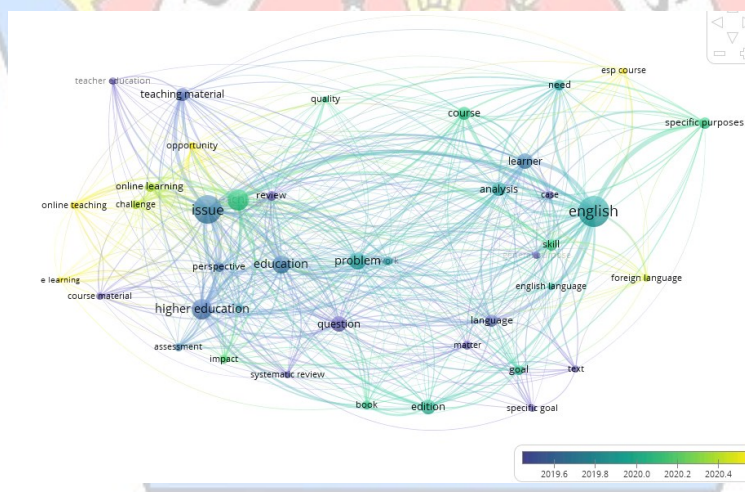 esp course
teacher education
need
teaching material
quality
course
specific purposes
opportunity
learner
online learning
analysis
case
review
online teaching
challenge
issue
english
skill
problem
education
perspective
e learning
foreign language
english language
course material
higher education
question
language
matter
assessment
impact
goal
text
systematic review
book
edition
specific goal
2019.6 2019.8 2020.0 2020.2 2020.4